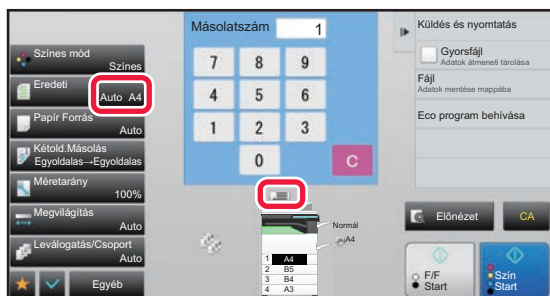 Színes mód
Színes
Eredeti
Auto A4
Papír Forrás
Auto
Kétold.Másolás
Egyoldalas→Egyoldalas
Méretarány
100%
Megvilágítás
Auto
Leválogatás/Csoport
Auto
Egyéb
Másolatszám 1
7 8 9
4 5 6
1 2 3
0 C
Normál
A4
1 A4
2 B5
3 B4
4 A3
Küldés és nyomtatás
Gyorsfájl
Adatok átmeneti tárolása
Fájl
Adatok mentése mappába
Eco program behívása
Előnézet
CA
F/F
Start
Szín
Start